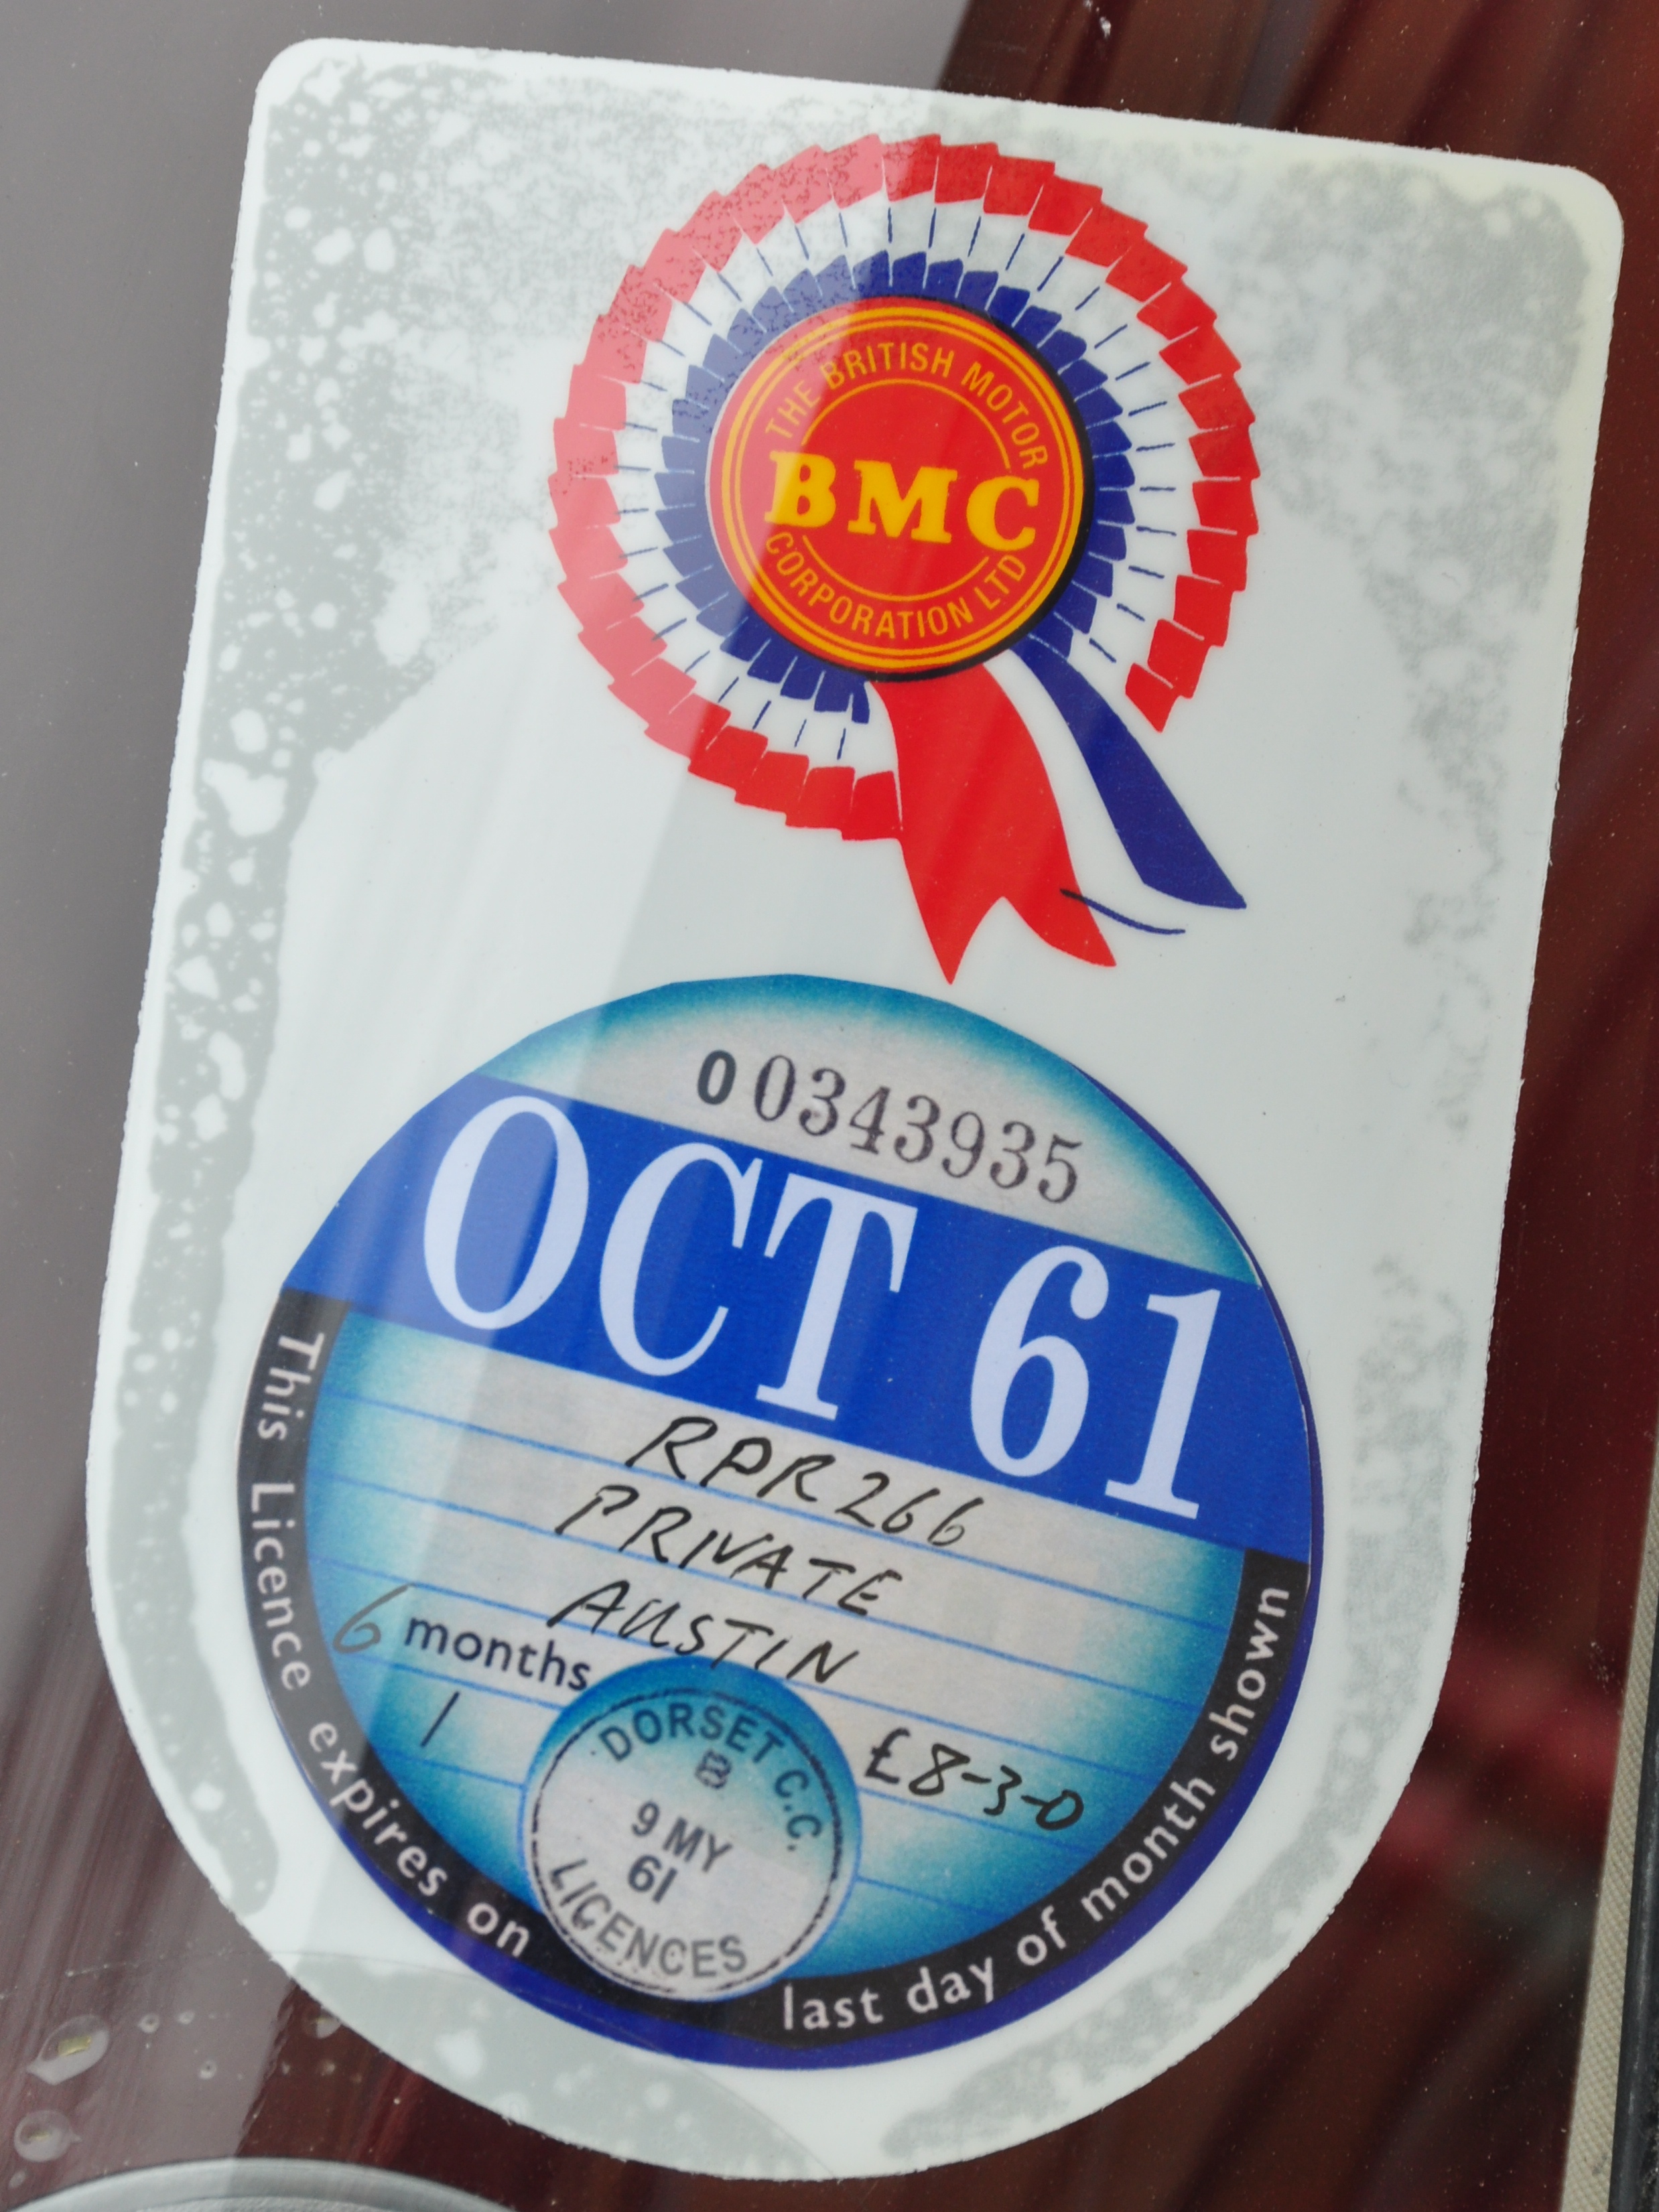 THE BRITISH MOTOR
BMC
CORPORATION LTD
00343935
OCT 61
RPR266
PRIVATE
AUSTIN
6 months
1
£8-3-0
DORSET C.C.
B
9 MY
61
LICENCES
This Licence expires on last day of month shown